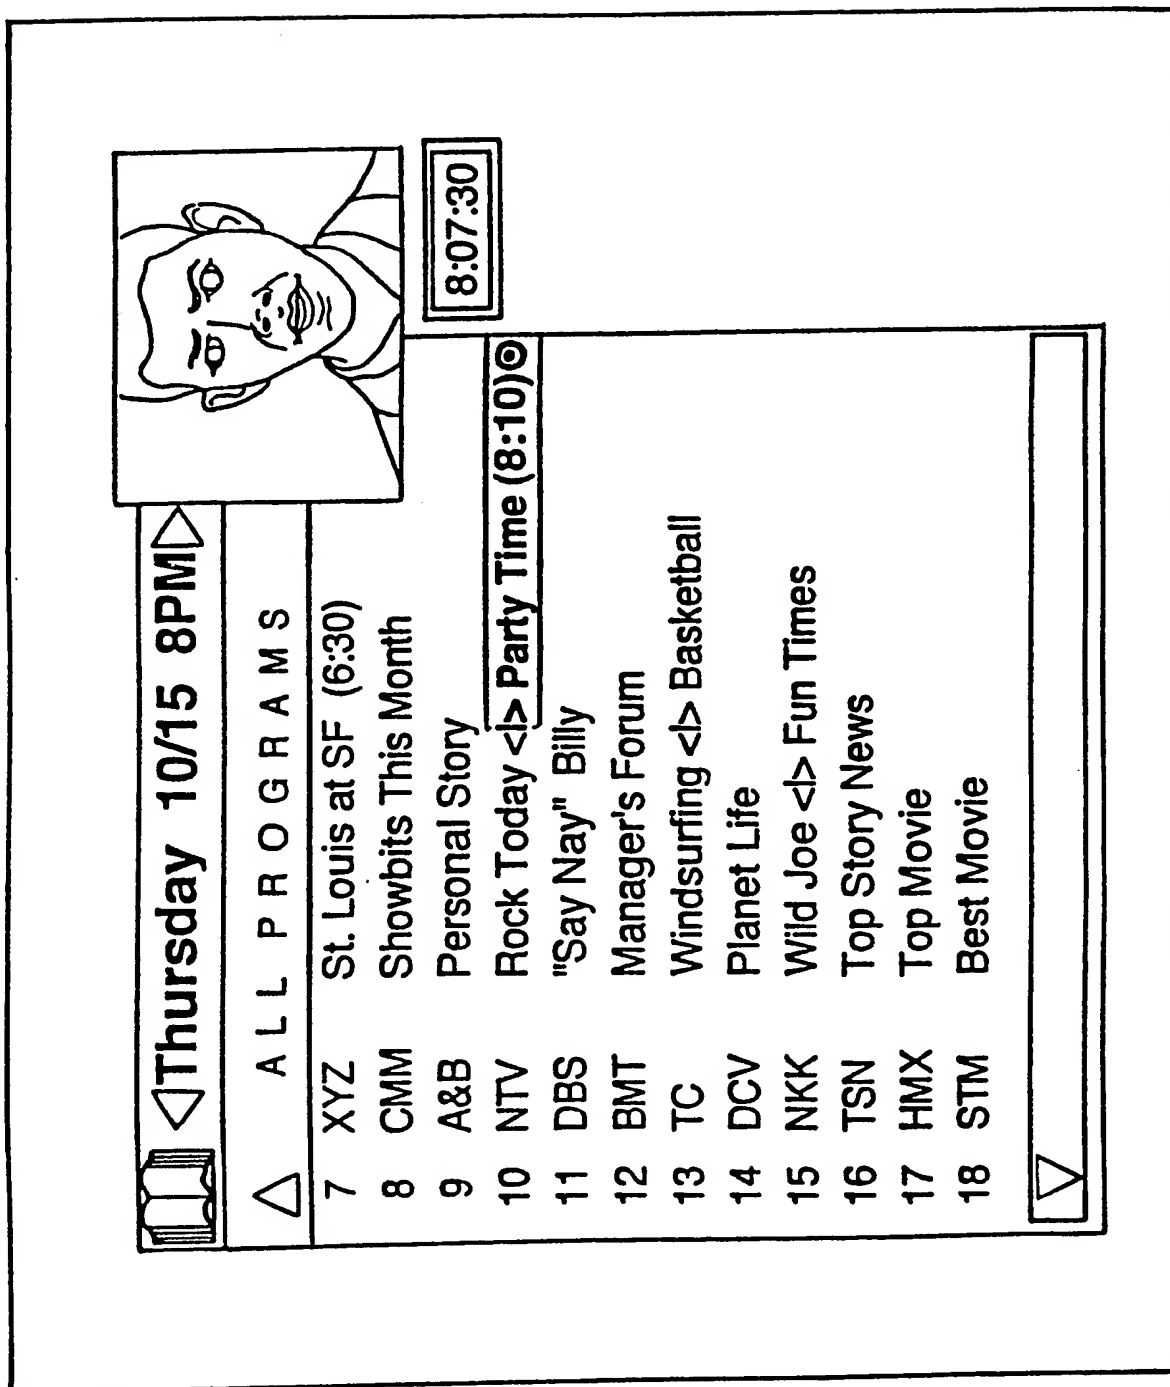 Thursday 10/15 8PM
ALL PROGRAMS
8:07:30
7 XYZ St. Louis at SF (6:30)
8 CMM Showbits This Month
9 A&B Personal Story
10 NTV Rock Today <I> Party Time (8:10)
11 DBS "Say Nay" Billy
12 BMT Manager's Forum
13 TC Windsurfing <I> Basketball
14 DCV Planet Life
15 NKK Wild Joe <I> Fun Times
16 TSN Top Story News
17 HMX Top Movie
18 STM Best Movie